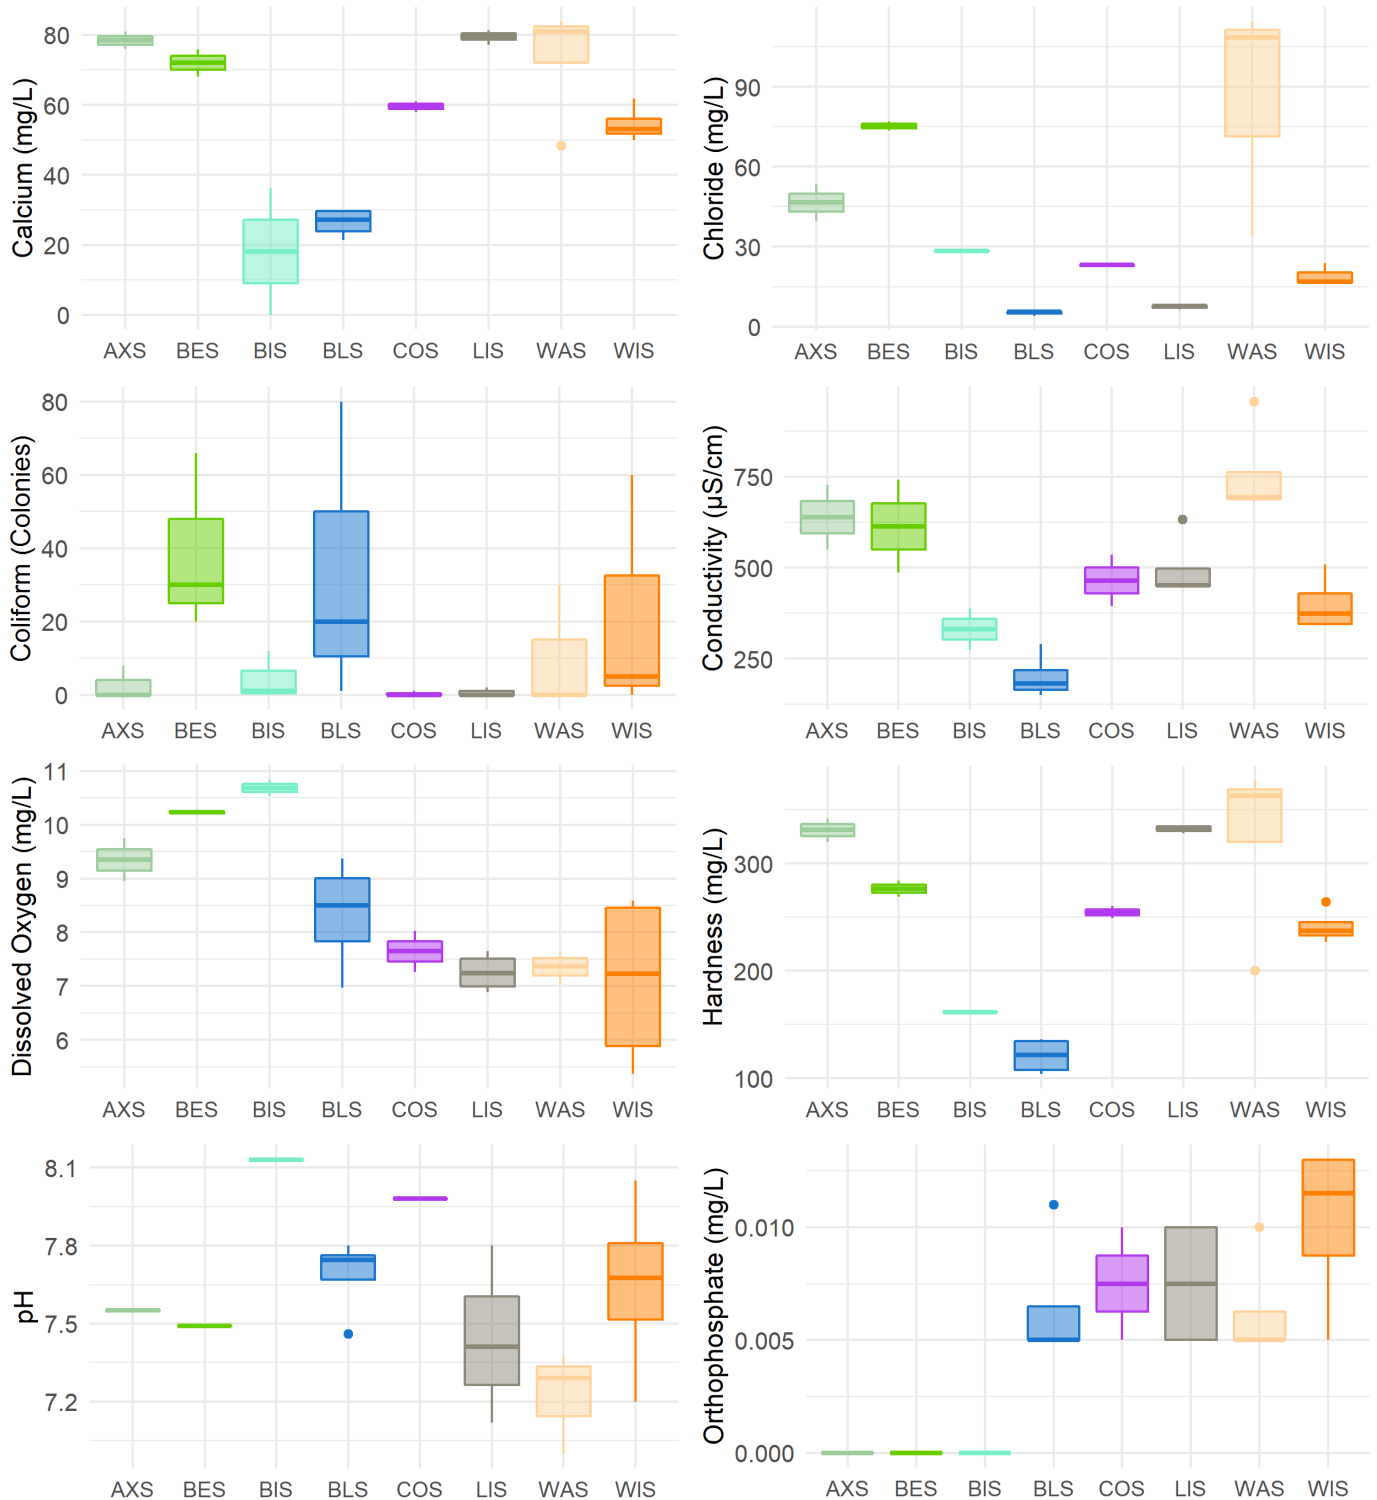 Calcium (mg/L)
80
60
40
20
0
AXS BES BIS BLS COS LIS WAS WIS
Chloride (mg/L)
90
60
30
0
AXS BES BIS BLS COS LIS WAS WIS
Coliform (Colonies)
80
60
40
20
0
AXS BES BIS BLS COS LIS WAS WIS
Conductivity (µS/cm)
750
500
250
AXS BES BIS BLS COS LIS WAS WIS
Dissolved Oxygen (mg/L)
11
10
9
8
7
6
AXS BES BIS BLS COS LIS WAS WIS
Hardness (mg/L)
300
200
100
AXS BES BIS BLS COS LIS WAS WIS
pH
8.1
7.8
7.5
7.2
AXS BES BIS BLS COS LIS WAS WIS
Orthophosphate (mg/L)
0.010
0.005
0.000
AXS BES BIS BLS COS LIS WAS WIS